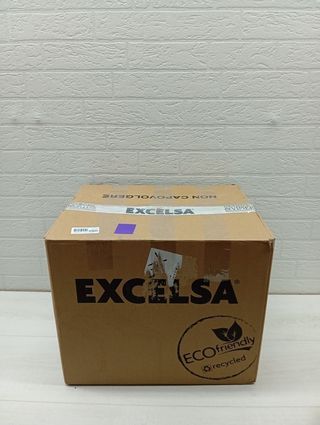 NON CAPOVOLGERE
EXCELSA
EXCELSA®
ECOfriendly
recycled